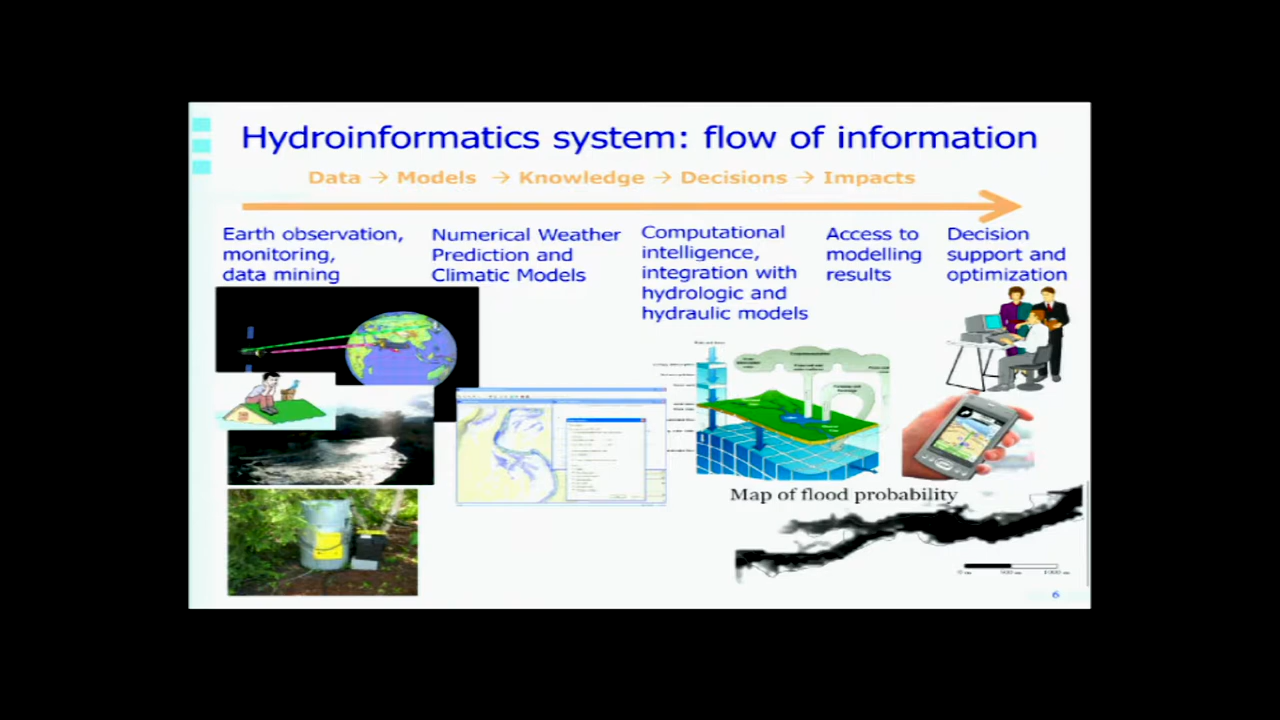 Hydroinformatics system: flow of information
Data → Models → Knowledge → Decisions → Impacts
Earth observation,
monitoring,
data mining
Numerical Weather
Prediction and
Climatic Models
Computational
intelligence,
integration with
hydrologic and
hydraulic models
Access to
modelling
results
Decision
support and
optimization
Map of flood probability
6